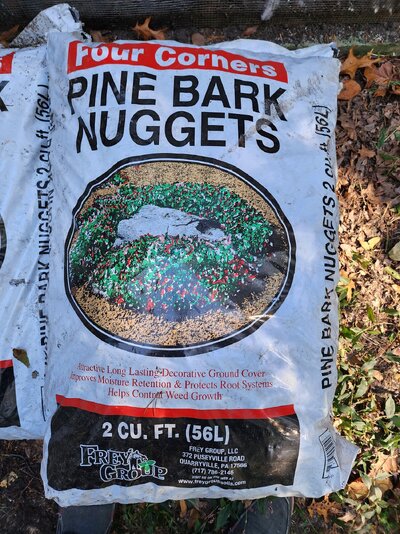 Four Corners
PINE BARK
NUGGETS
Attractive Long Lasting-Decorative Ground Cover
Improves Moisture Retention & Protects Root Systems
Helps Control Weed Growth
2 CU. FT. (56L)
FREY
GROUP
FREY GROUP, LLC
372 PUSEYVILLE ROAD
QUARRYVILLE, PA 17566
(717) 786-2146
PINE BARK NUGGETS 2 CU. ft. (56L)
PINE BARK NUGGETS 2 CU. ft. (56L)